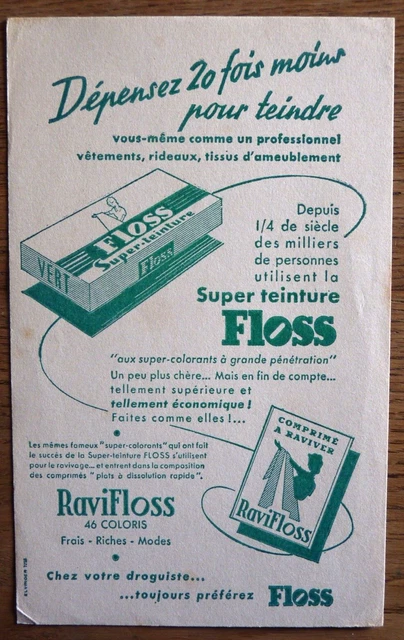 Dépensez 20 fois moins
pour teindre
vous-même comme un professionnel
vêtements, rideaux, tissus d'ameublement
FLOSS
Super-teinture
Floss
VERT
Depuis
1/4 de siècle
des milliers
de personnes
utilisent la
Super teinture
Floss
"aux super-colorants à grande pénétration"
Un peu plus chère... Mais en fin de compte...
tellement supérieure et
tellement économique !
Faites comme elles !...
COMPRIMÉ
A RAVIVER
RaviFloss
Les mêmes fameux "super-colorants" qui ont fait
le succès de la Super-teinture FLOSS s'utilisent
pour le ravivage... et entrent dans la composition
des comprimés "plats à dissolution rapide".
RaviFloss
46 COLORIS
Frais - Riches - Modes
Chez votre droguiste...
...toujours préférez Floss